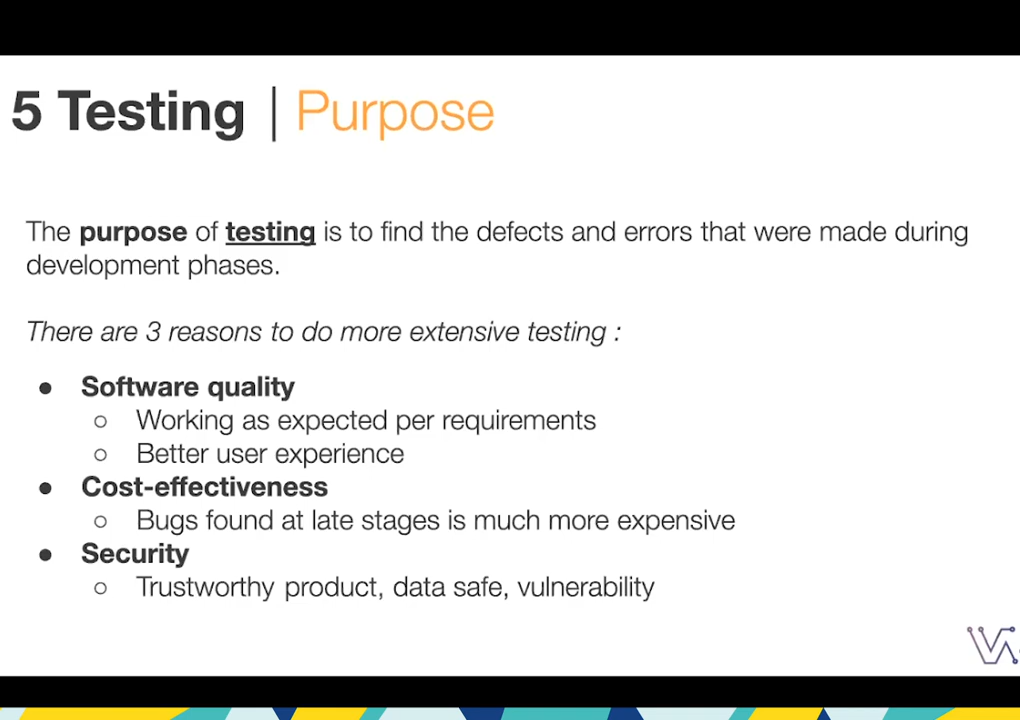 5 Testing | Purpose
The purpose of testing is to find the defects and errors that were made during
development phases.
There are 3 reasons to do more extensive testing :
● Software quality
○ Working as expected per requirements
○ Better user experience
● Cost-effectiveness
○ Bugs found at late stages is much more expensive
● Security
○ Trustworthy product, data safe, vulnerability